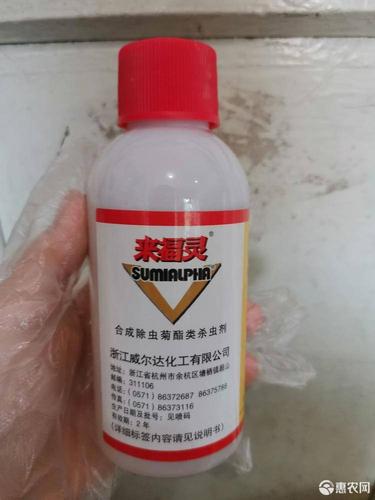 来福灵®
SUMIALPHA
合成除虫菊酯类杀虫剂
浙江威尔达化工有限公司
地址：浙江省杭州市余杭区塘栖镇超山
邮编：311106
电话：（0571）86372687 86375788
传真：（0571）86373116
生产日期及批号：见喷码
有效期：2年
（详细标签内容请见说明书）
惠农网